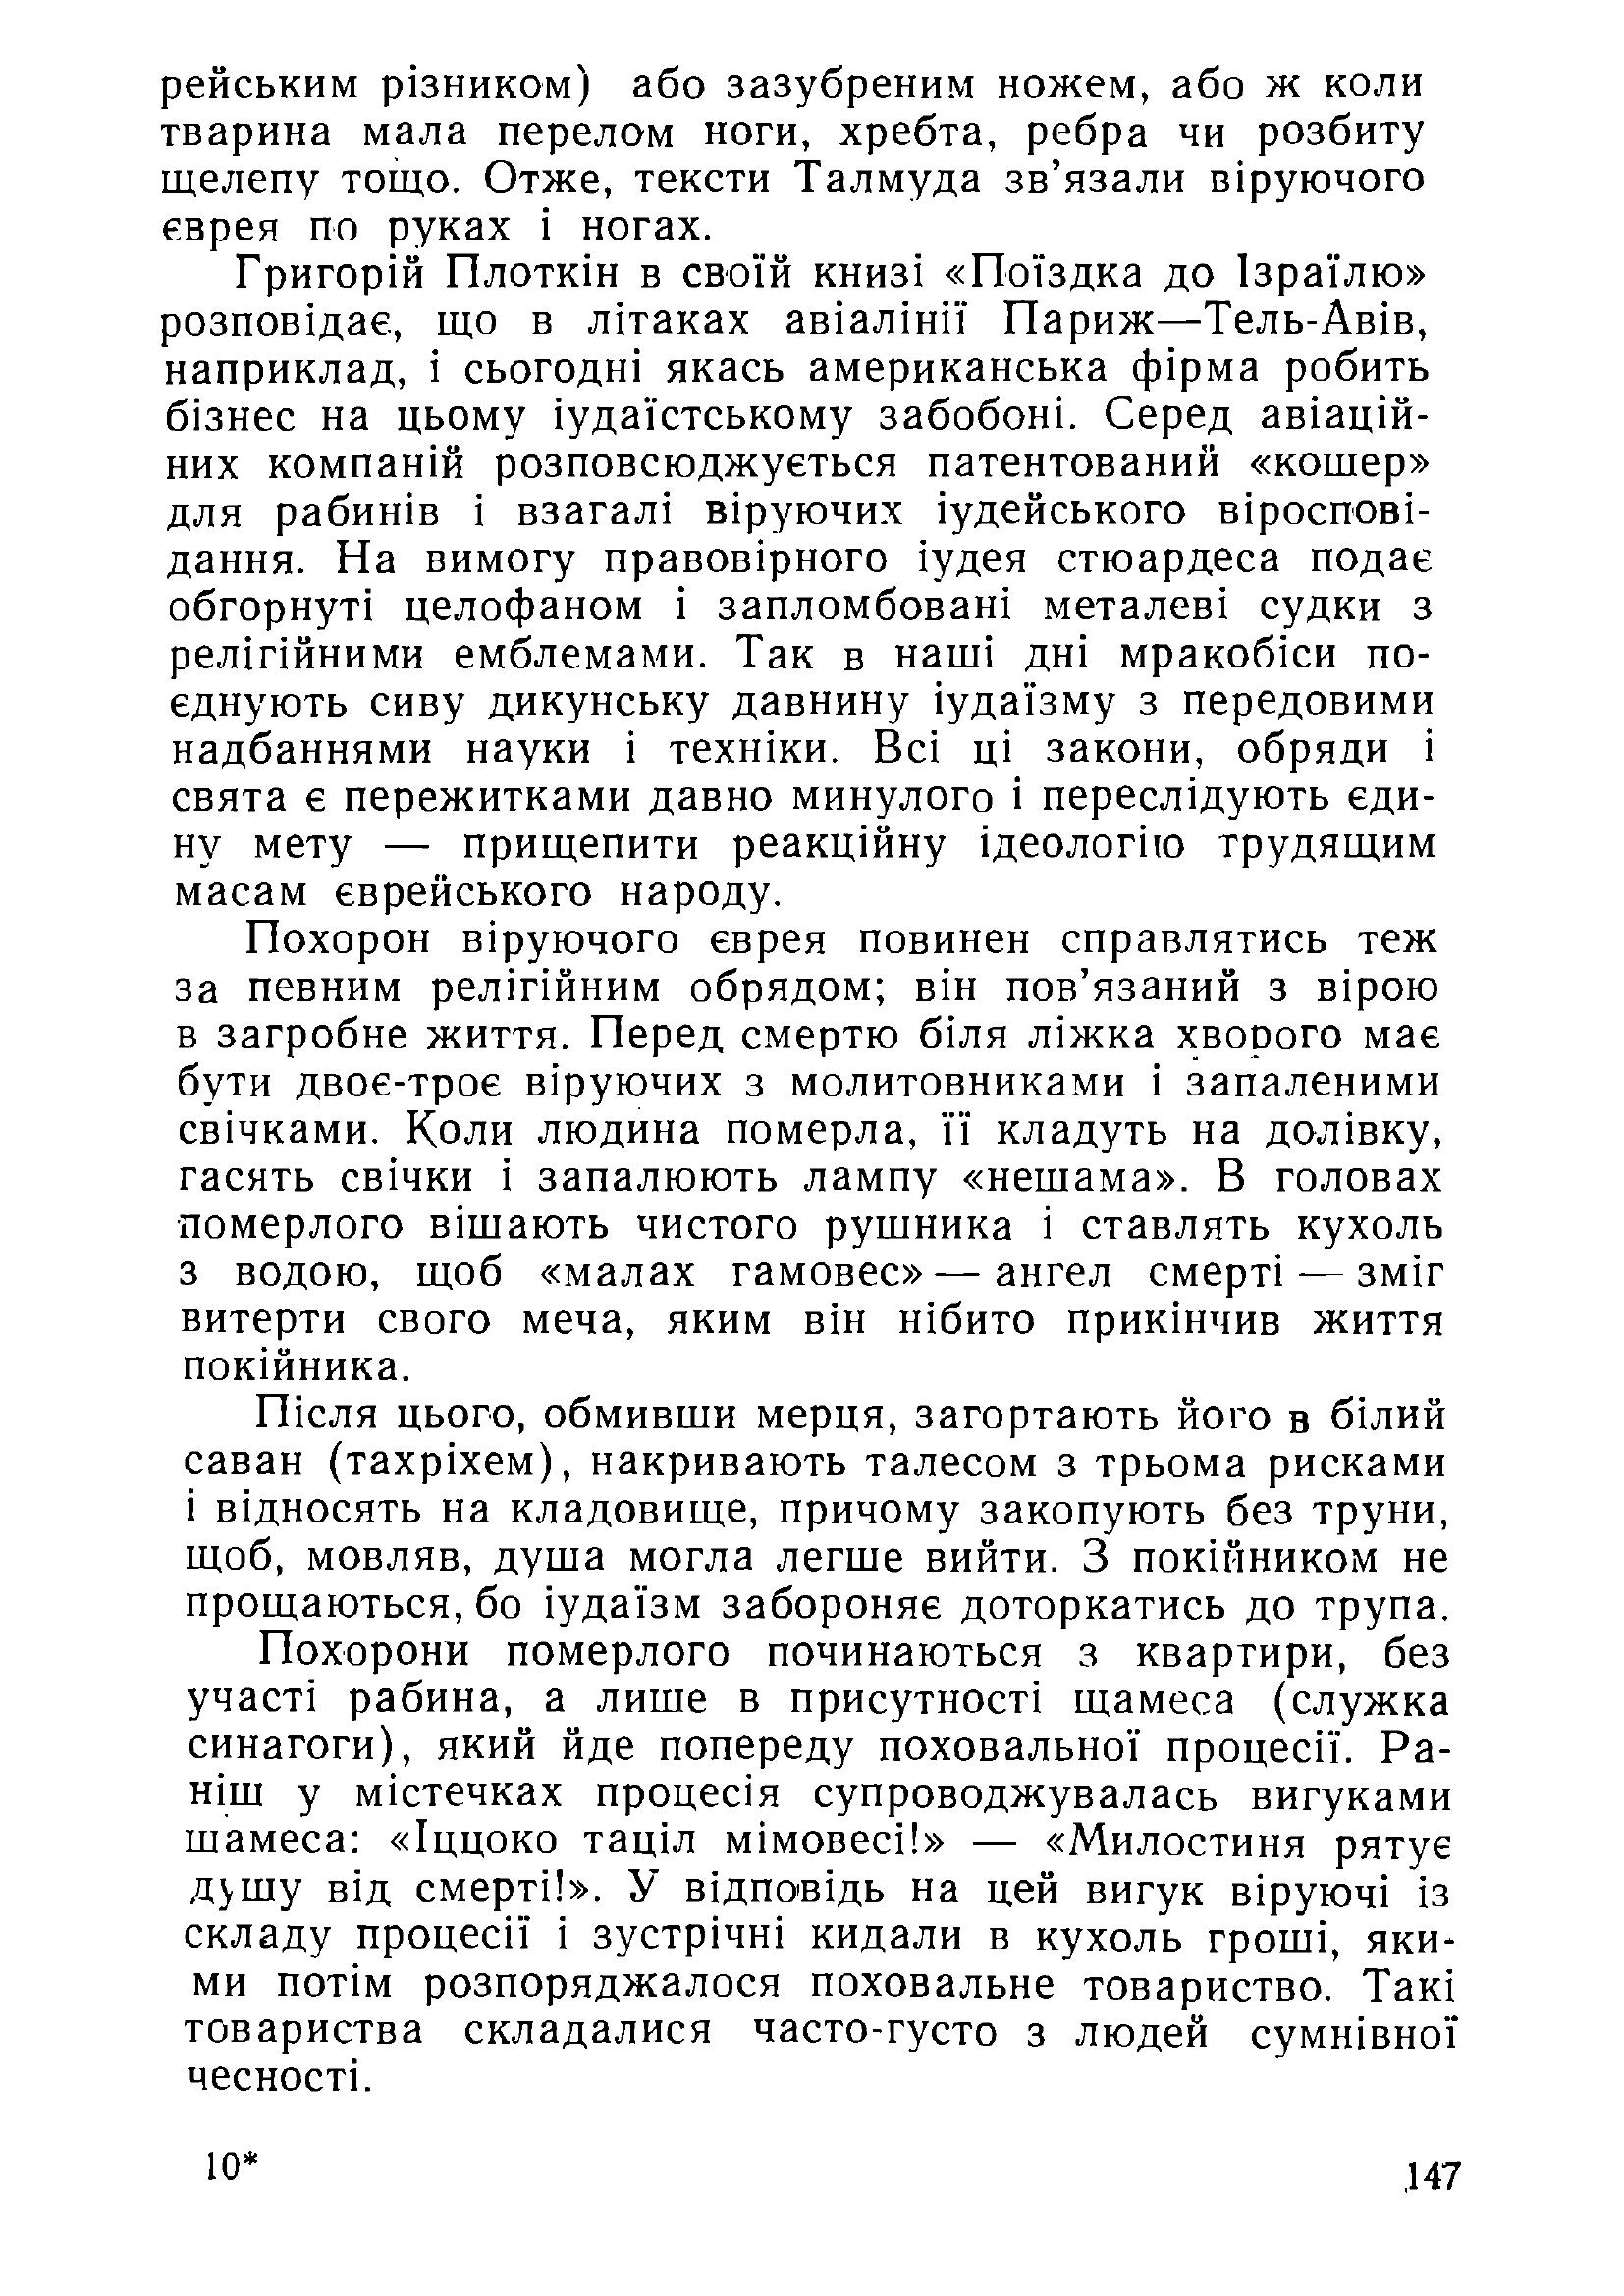 рейським різником) або зазубреним ножем, або ж коли
тварина мала перелом ноги, хребта, ребра чи розбиту
щелепу тощо. Отже, тексти Талмуда зв’язали віруючого
єврея по руках і ногах.
Григорій Плоткін в своїй книзі «Поїздка до Ізраїлю»
розповідає, що в літаках авіалінії Париж—Тель-Авів,
наприклад, і сьогодні якась американська фірма робить
бізнес на цьому іудаїстському забобоні. Серед авіацій-
них компаній розповсюджується патентований «кошер»
для рабинів і взагалі віруючих іудейського віроспові-
дання. На вимогу правовірного іудея стюардеса подає
обгорнуті целофаном і запломбовані металеві судки з
релігійними емблемами. Так в наші дні мракобіси по-
єднують сиву дикунську давнину іудаїзму з передовими
надбаннями науки і техніки. Всі ці закони, обряди і
свята є пережитками давно минулого і переслідують єди-
ну мету — прищепити реакційну ідеологію трудящим
масам єврейського народу.
Похорон віруючого єврея повинен справлятись теж
за певним релігійним обрядом; він пов’язаний з вірою
в загробне життя. Перед смертю біля ліжка хворого має
бути двоє-троє віруючих з молитовниками і запаленими
свічками. Коли людина померла, її кладуть на долівку,
гасять свічки і запалюють лампу «нешама». В головах
померлого вішають чистого рушника і ставлять кухоль
з водою, щоб «малах гамовес» — ангел смерті — зміг
витерти свого меча, яким він нібито прикінчив життя
покійника.
Після цього, обмивши мерця, загортають його в білий
саван (тахріхем), накривають талесом з трьома рисками
і відносять на кладовище, причому закопують без труни,
щоб, мовляв, душа могла легше вийти. З покійником не
прощаються, бо іудаїзм забороняє доторкатись до трупа.
Похорони померлого починаються з квартири, без
участі рабина, а лише в присутності щамеса (служка
синагоги), який йде попереду поховальної процесії. Ра-
ніш у містечках процесія супроводжувалась вигуками
шамеса: «Іццоко таціл мімовесі!» — «Милостиня рятує
душу від смерті!». У відповідь на цей вигук віруючі із
складу процесії і зустрічні кидали в кухоль гроші, яки-
ми потім розпоряджалося поховальне товариство. Такі
товариства складалися часто-густо з людей сумнівної
чесності.
10*
147